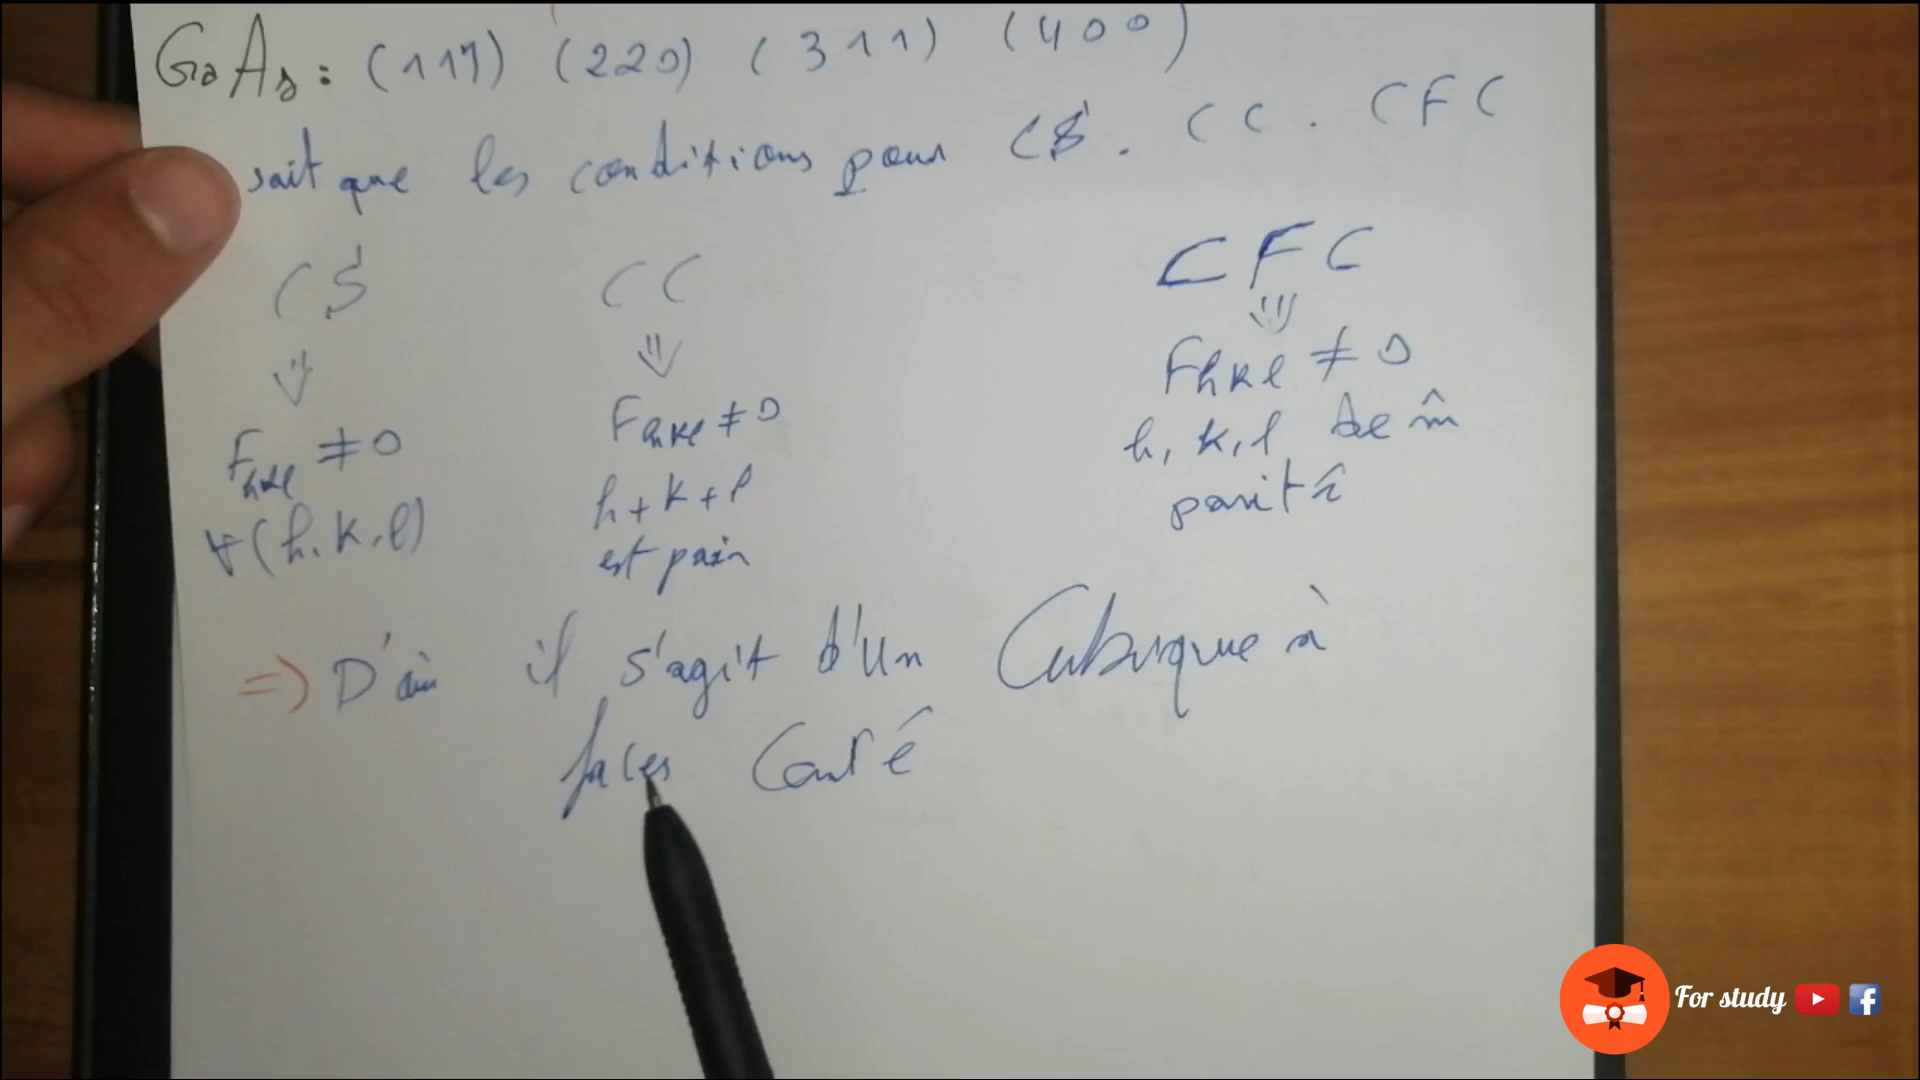 GaAs : (111) (220) (311) (400)
sait que les conditions pour CS. CC. CFC
CS CC CFC
Fhkl ≠ 0
∀(h,k,l)
Fhkl ≠ 0
h+k+l
est pair
Fhkl ≠ 0
h, k, l de m̂
parité
=> D'où il s'agit d'un Cubique à
faces Centré
For study